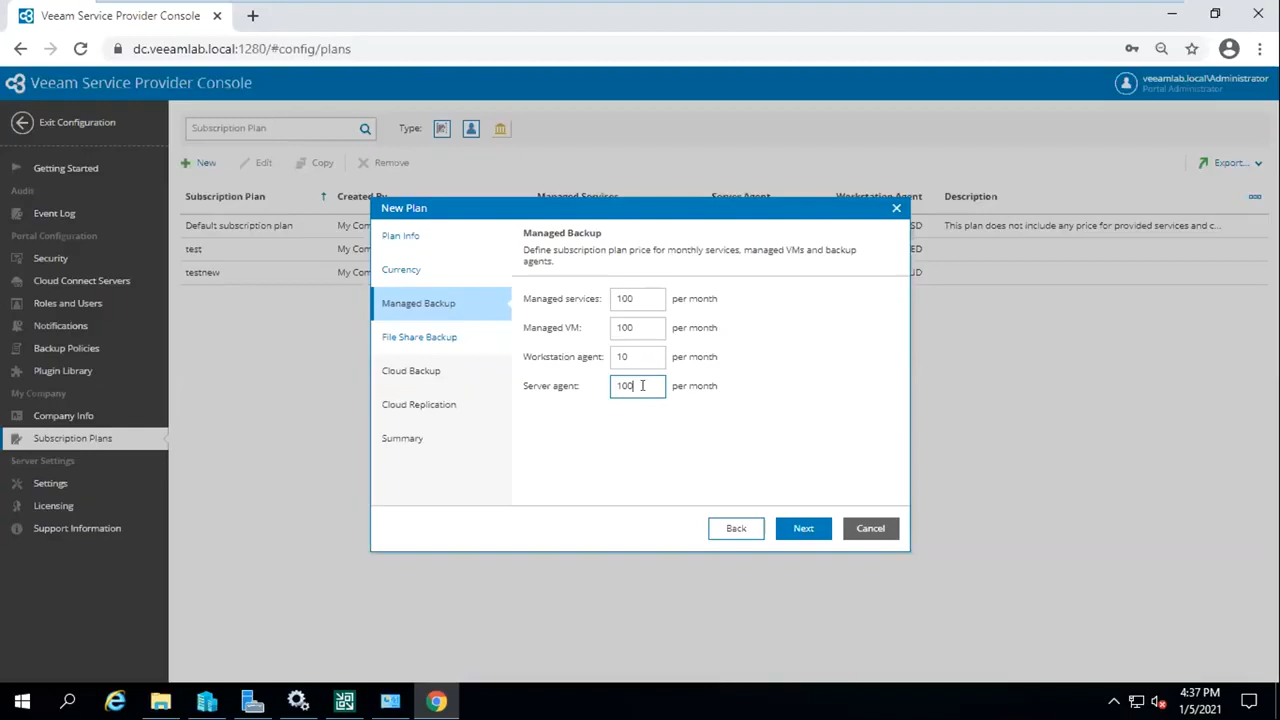 Veeam Service Provider Console
dc.veeamlab.local:1280/#config/plans
Veeam Service Provider Console
veeamlab.local\Administrator
Portal Administrator
Exit Configuration
Subscription Plan
Type:
Getting Started
New
Edit
Copy
Remove
Export...
Audit
Subscription Plan
Created By
Managed Services
Server Agent
Workstation Agent
Description
Event Log
Default subscription plan
My Com
SD
This plan does not include any price for provided services and c...
Portal Configuration
test
My Com
ED
Security
testnew
My Com
UD
Cloud Connect Servers
Roles and Users
Notifications
Backup Policies
Plugin Library
My Company
Company Info
Subscription Plans
Server Settings
Settings
Licensing
Support Information
New Plan
Plan Info
Currency
Managed Backup
File Share Backup
Cloud Backup
Cloud Replication
Summary
Managed Backup
Define subscription plan price for monthly services, managed VMs and backup
agents.
Managed services: 100 per month
Managed VM: 100 per month
Workstation agent: 10 per month
Server agent: 100 per month
Back
Next
Cancel
4:37 PM
1/5/2021